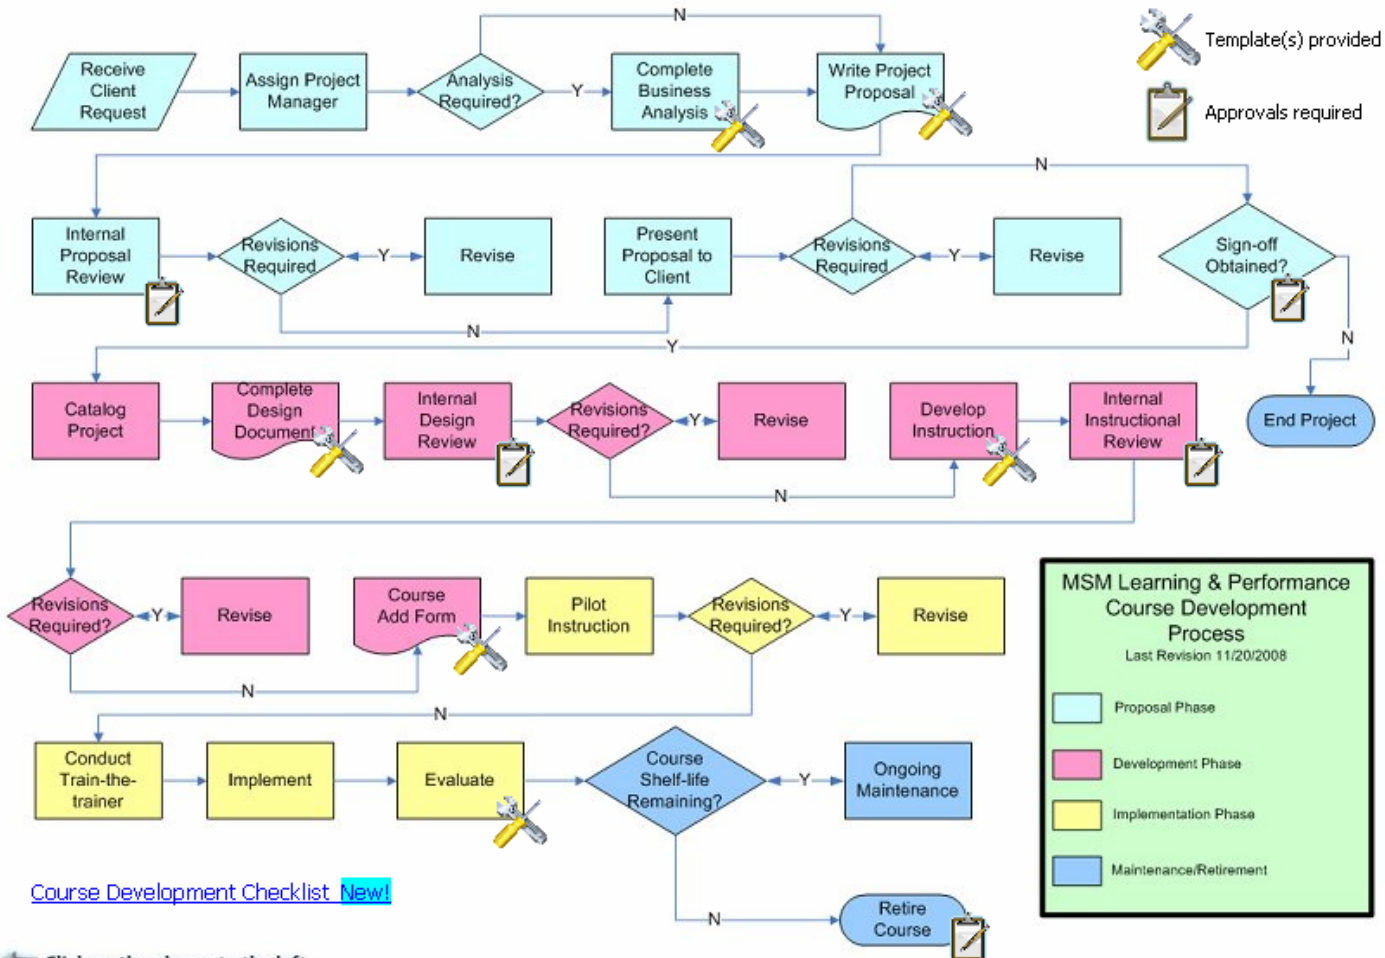 N
Template(s) provided
Receive
Client
Request
Assign Project
Manager
Analysis
Required?
Y
Complete
Business
Analysis
Write Project
Proposal
Approvals required
N
Internal
Proposal
Review
Revisions
Required
Y
Revise
Present
Proposal to
Client
Revisions
Required
Y
Revise
Sign-off
Obtained?
N
N
Y
Catalog
Project
Complete
Design
Document
Internal
Design
Review
Revisions
Required?
Y
Revise
Develop
Instruction
Internal
Instructional
Review
End Project
N
Revisions
Required?
Y
Revise
Course
Add Form
Pilot
Instruction
Revisions
Required?
Y
Revise
N
N
MSM Learning & Performance
Course Development
Process
Last Revision 11/20/2008
Proposal Phase
Development Phase
Implementation Phase
Maintenance/Retirement
Conduct
Train-the-
trainer
Implement
Evaluate
Course
Shelf-life
Remaining?
Y
Ongoing
Maintenance
Course Development Checklist New!
N
Retire
Course